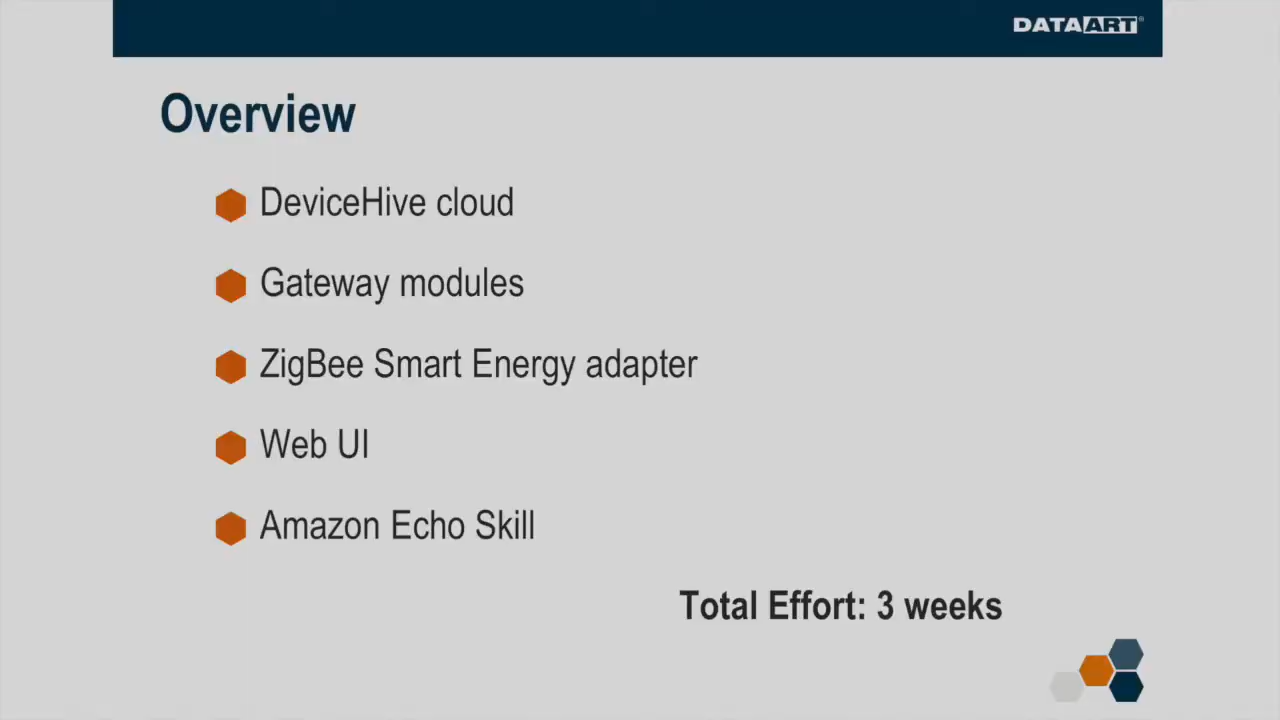 DATAART
Overview
DeviceHive cloud
Gateway modules
ZigBee Smart Energy adapter
Web UI
Amazon Echo Skill
Total Effort: 3 weeks